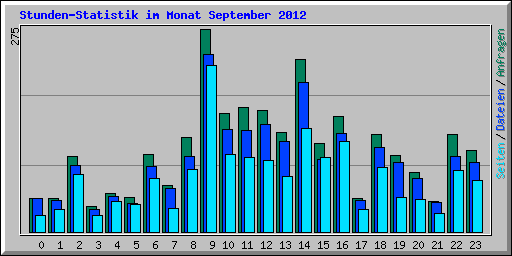 Stunden-Statistik im Monat September 2012
275
Seiten / Dateien / Anfragen
0 1 2 3 4 5 6 7 8 9 10 11 12 13 14 15 16 17 18 19 20 21 22 23